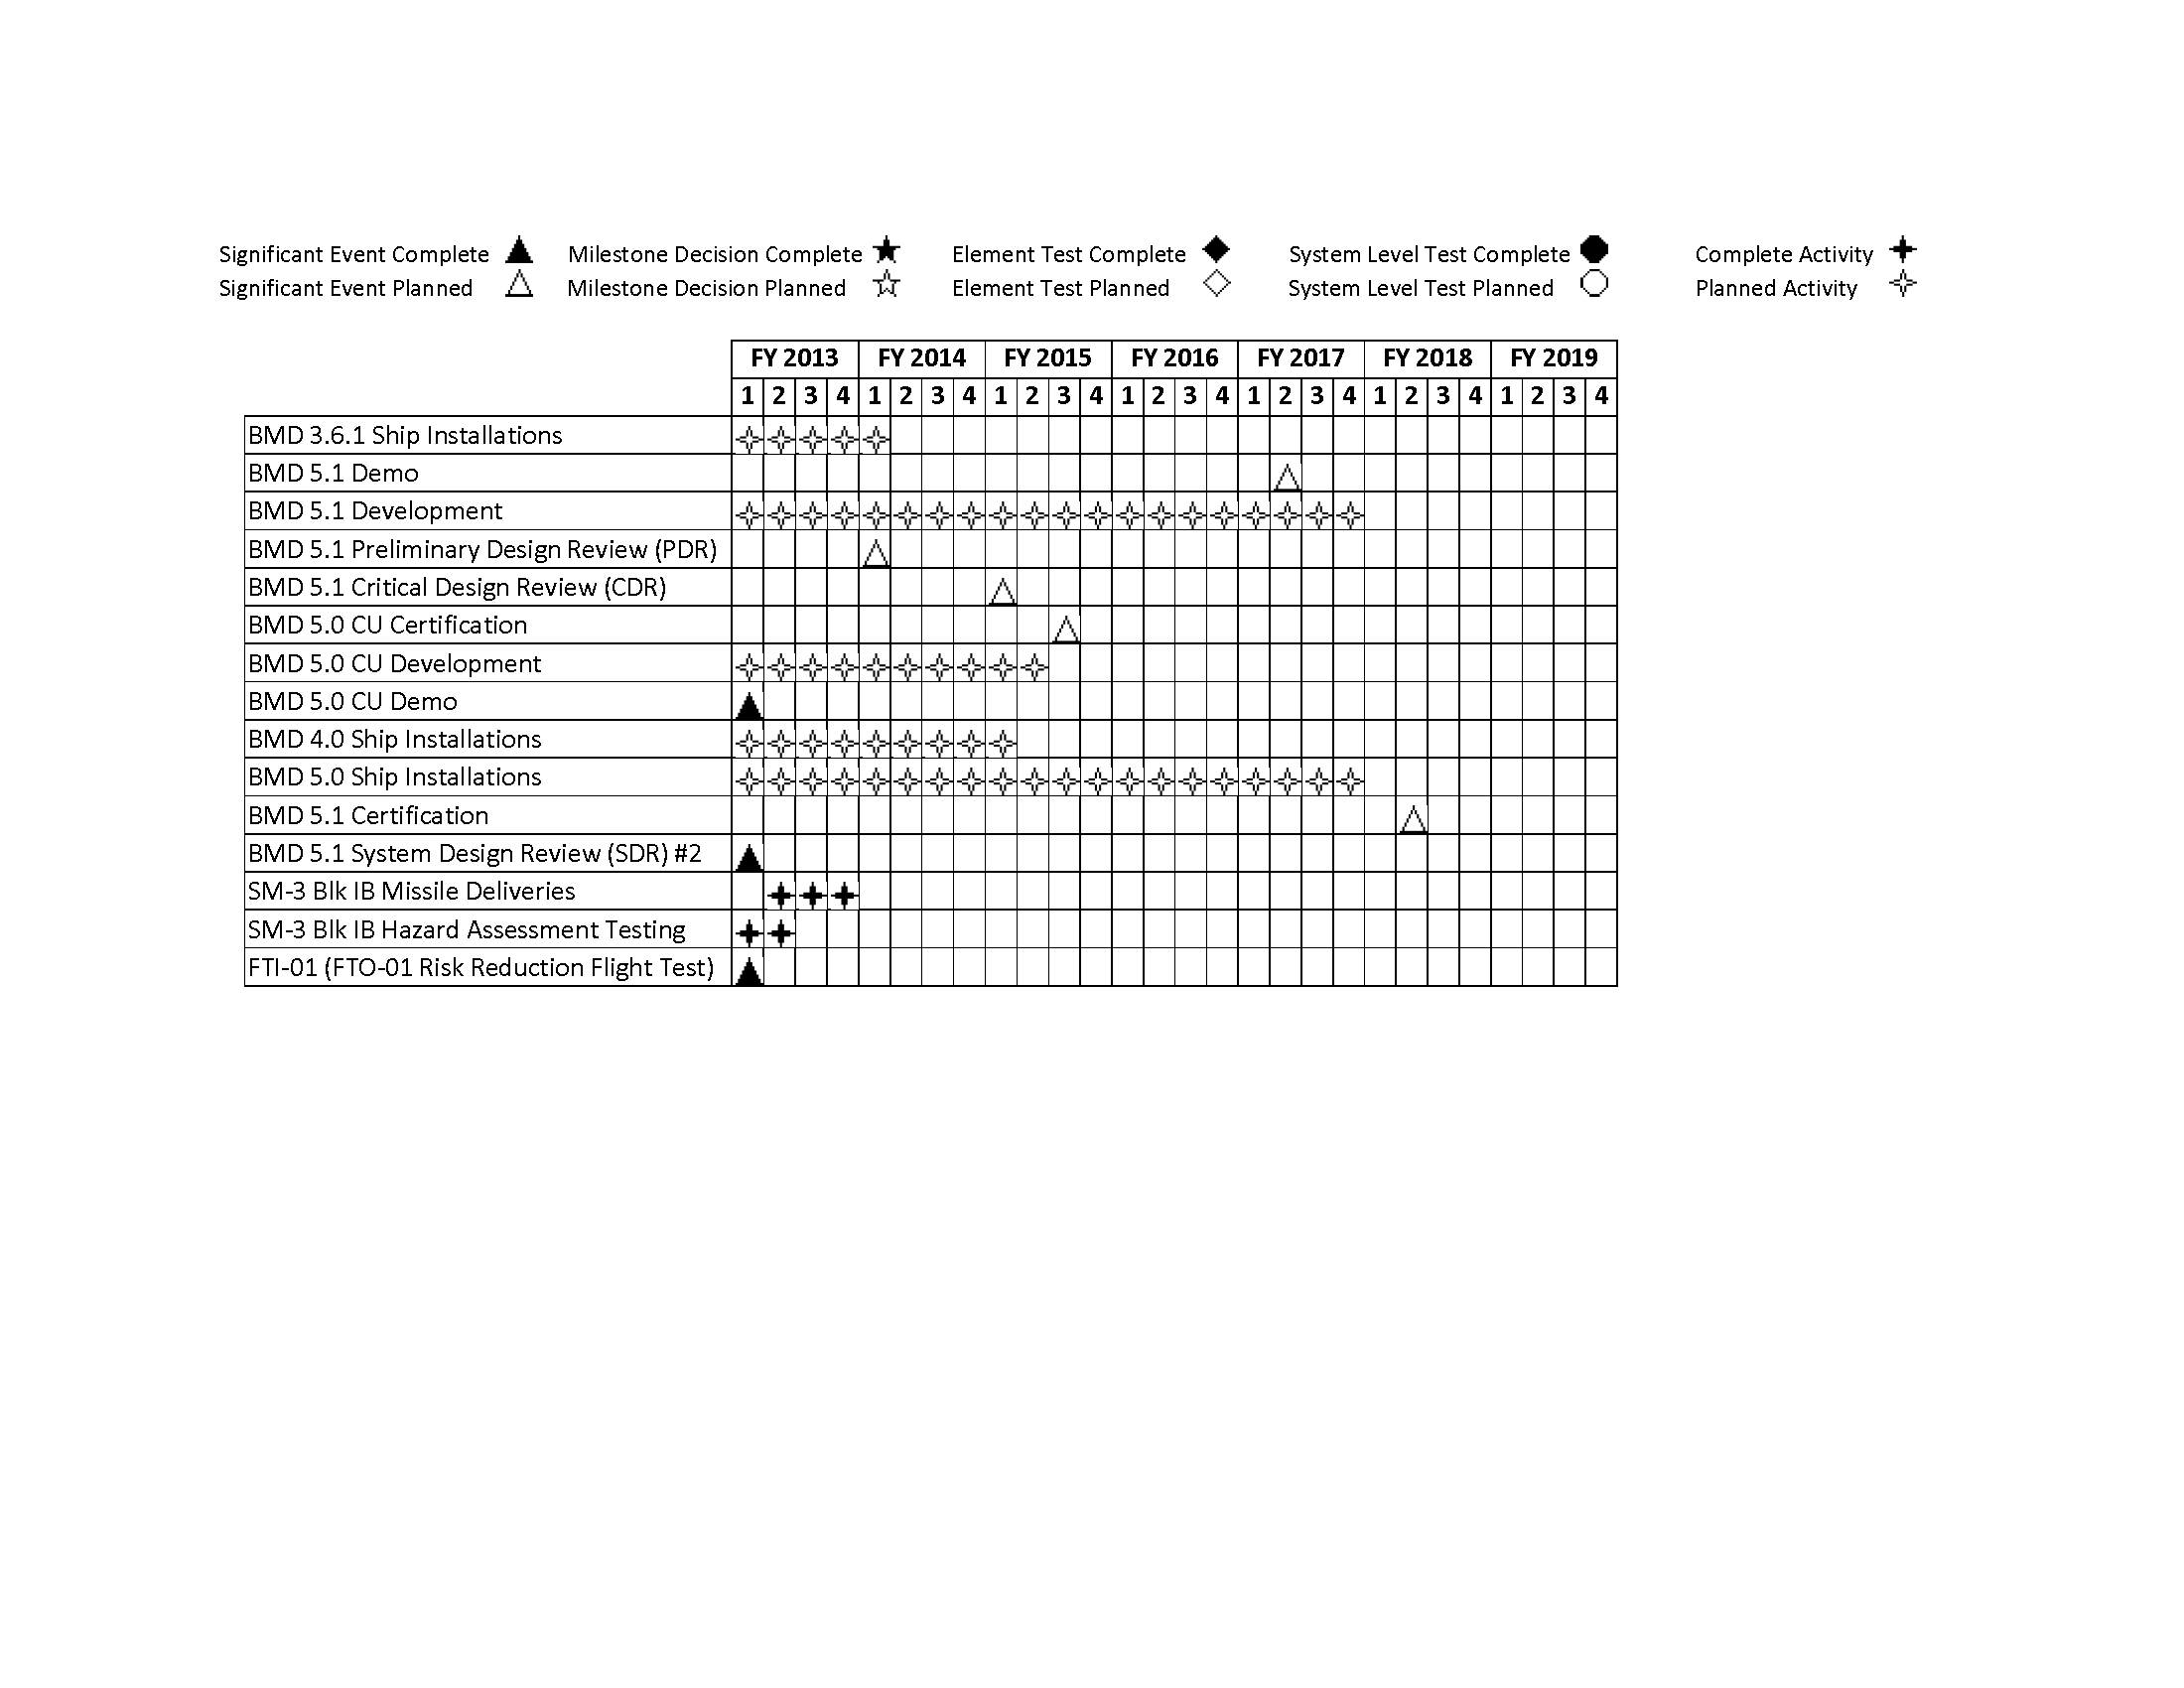 Significant Event Complete Milestone Decision Complete Element Test Complete System Level Test Complete Complete Activity
Significant Event Planned Milestone Decision Planned Element Test Planned System Level Test Planned Planned Activity
FY 2013 FY 2014 FY 2015 FY 2016 FY 2017 FY 2018 FY 2019
1 2 3 4 1 2 3 4 1 2 3 4 1 2 3 4 1 2 3 4 1 2 3 4 1 2 3 4
BMD 3.6.1 Ship Installations
BMD 5.1 Demo
BMD 5.1 Development
BMD 5.1 Preliminary Design Review (PDR)
BMD 5.1 Critical Design Review (CDR)
BMD 5.0 CU Certification
BMD 5.0 CU Development
BMD 5.0 CU Demo
BMD 4.0 Ship Installations
BMD 5.0 Ship Installations
BMD 5.1 Certification
BMD 5.1 System Design Review (SDR) #2
SM-3 Blk IB Missile Deliveries
SM-3 Blk IB Hazard Assessment Testing
FTI-01 (FTO-01 Risk Reduction Flight Test)